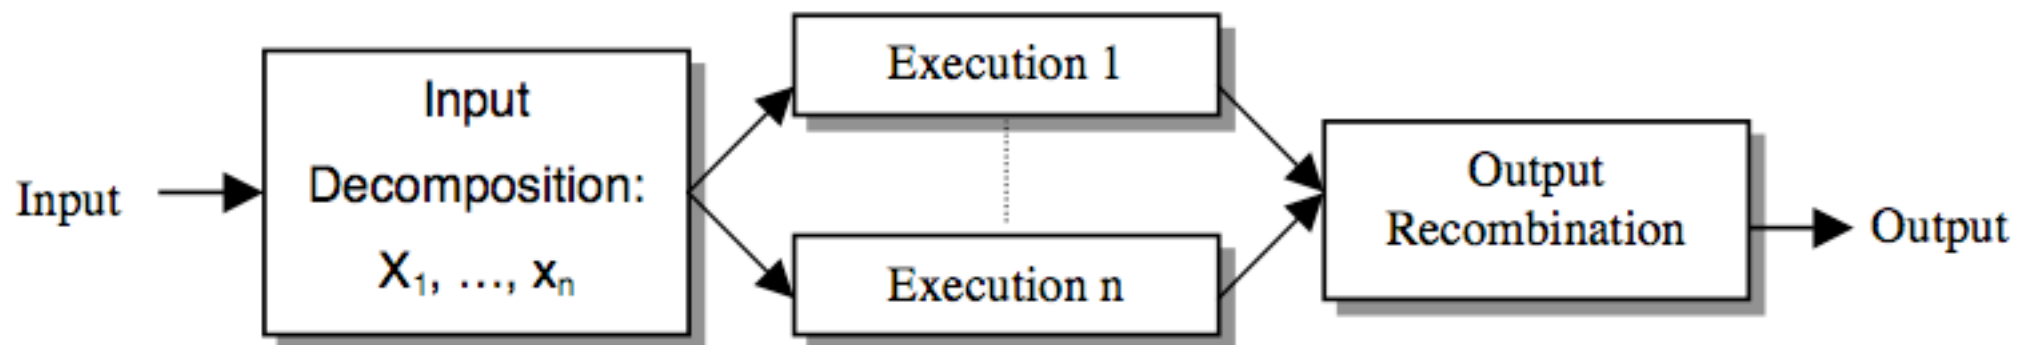 Input
Input
Decomposition:
X₁, ..., xₙ
Execution 1
Execution n
Output
Recombination
Output